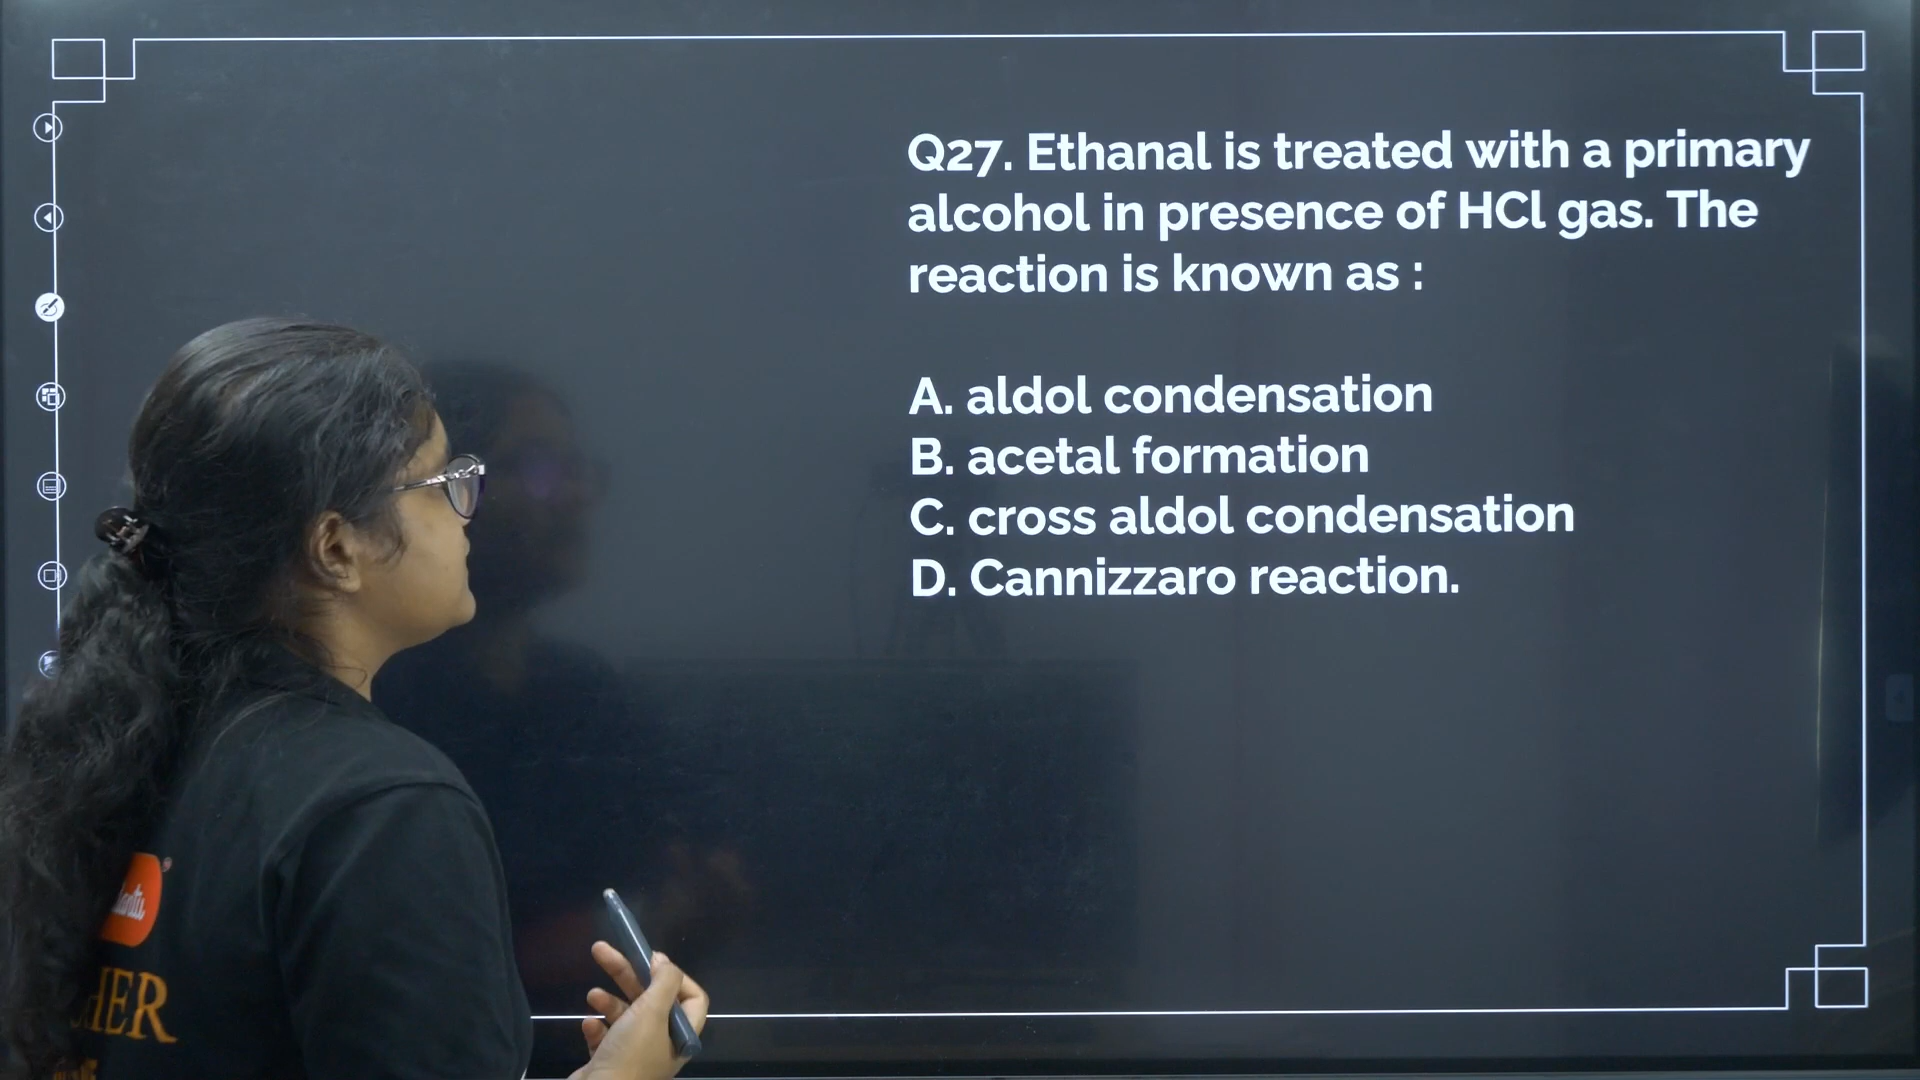 Q27. Ethanal is treated with a primary
alcohol in presence of HCl gas. The
reaction is known as :
A. aldol condensation
B. acetal formation
C. cross aldol condensation
D. Cannizzaro reaction.
HER